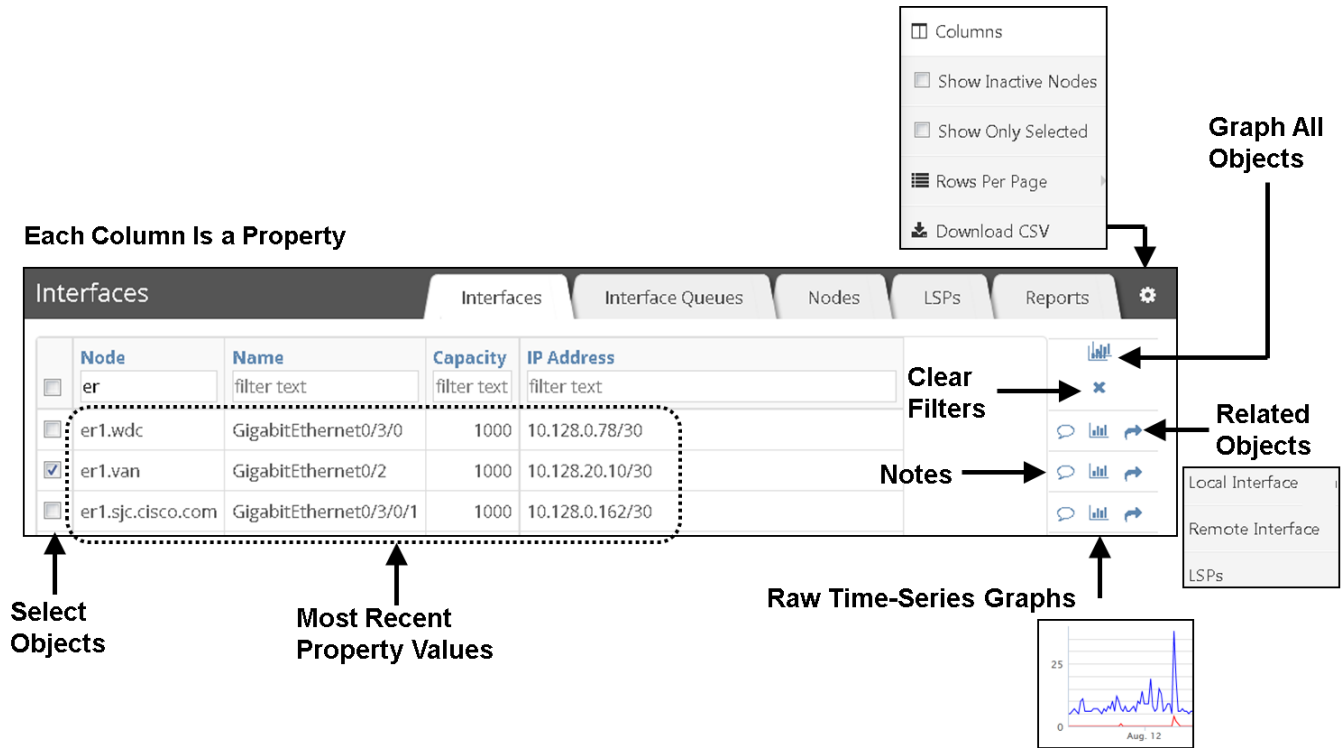 Columns
Show Inactive Nodes
Show Only Selected
Rows Per Page
Download CSV
Graph All
Objects
Each Column Is a Property
Interfaces
Interfaces
Interface Queues
Nodes
LSPs
Reports
Node
Name
Capacity
IP Address
er
filter text
filter text
filter text
Clear
Filters
er1.wdc
GigabitEthernet0/3/0
1000
10.128.0.78/30
Related
Objects
er1.van
GigabitEthernet0/2
1000
10.128.20.10/30
Notes
er1.sjc.cisco.com
GigabitEthernet0/3/0/1
1000
10.128.0.162/30
Local Interface
Remote Interface
LSPs
Select
Objects
Most Recent
Property Values
Raw Time-Series Graphs
25
0
Aug. 12